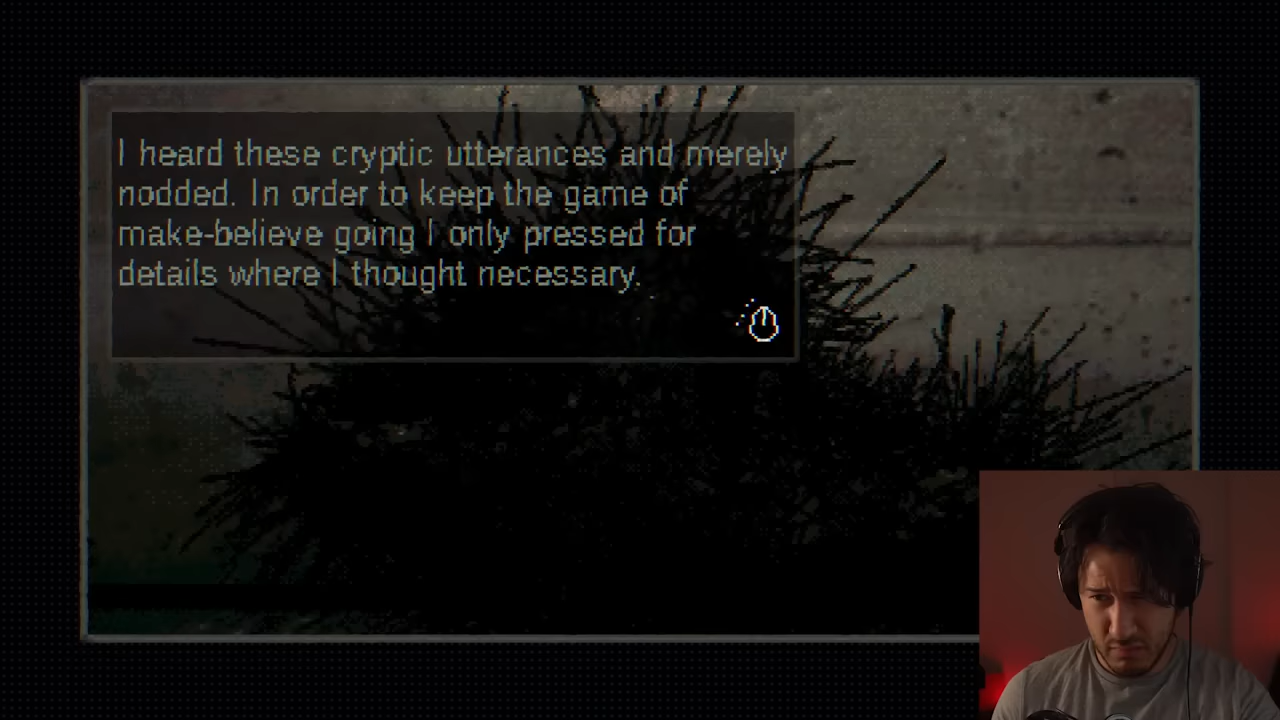 I heard these cryptic utterances and merely
nodded. In order to keep the game of
make-believe going I only pressed for
details where I thought necessary.